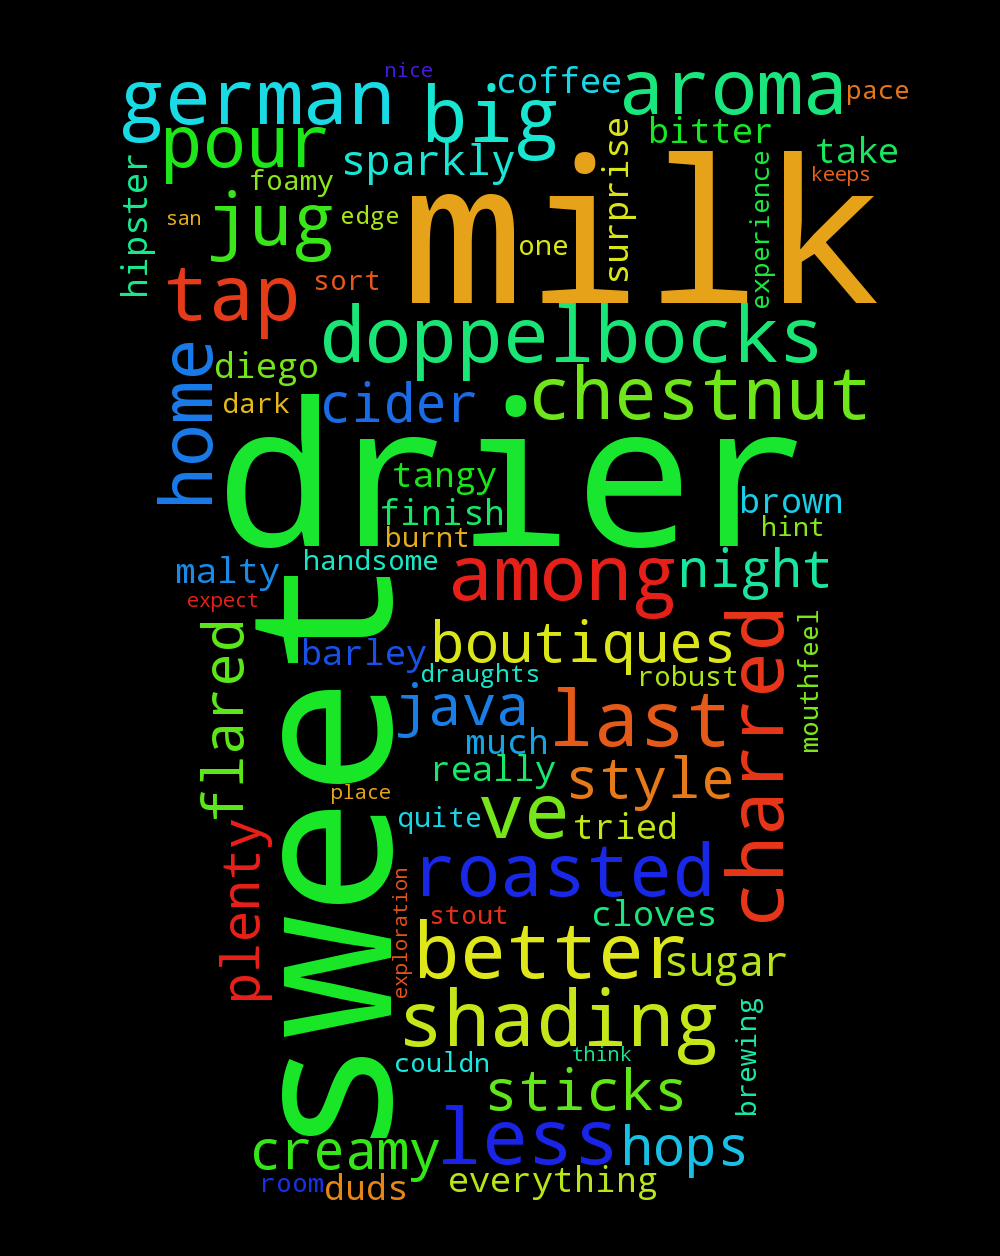 nice
german
big
coffee
aroma
pace
pour
sparkly
surprise
bitter
take
hipster
foamy
milk
experience
keeps
san
jug
edge
one
tap
sort
doppelbocks
home
diego
chestnut
dark
cider
drier
tangy
brown
finish
hint
burnt
malty
handsome
among
night
expect
sweet
flared
barley
boutiques
charred
mouthfeel
draughts
robust
java
last
much
really
style
place
quite
ve
tried
plenty
roasted
exploration
stout
cloves
better
sugar
shading
brewing
couldn
think
sticks
creamy
less
hops
room
duds
everything